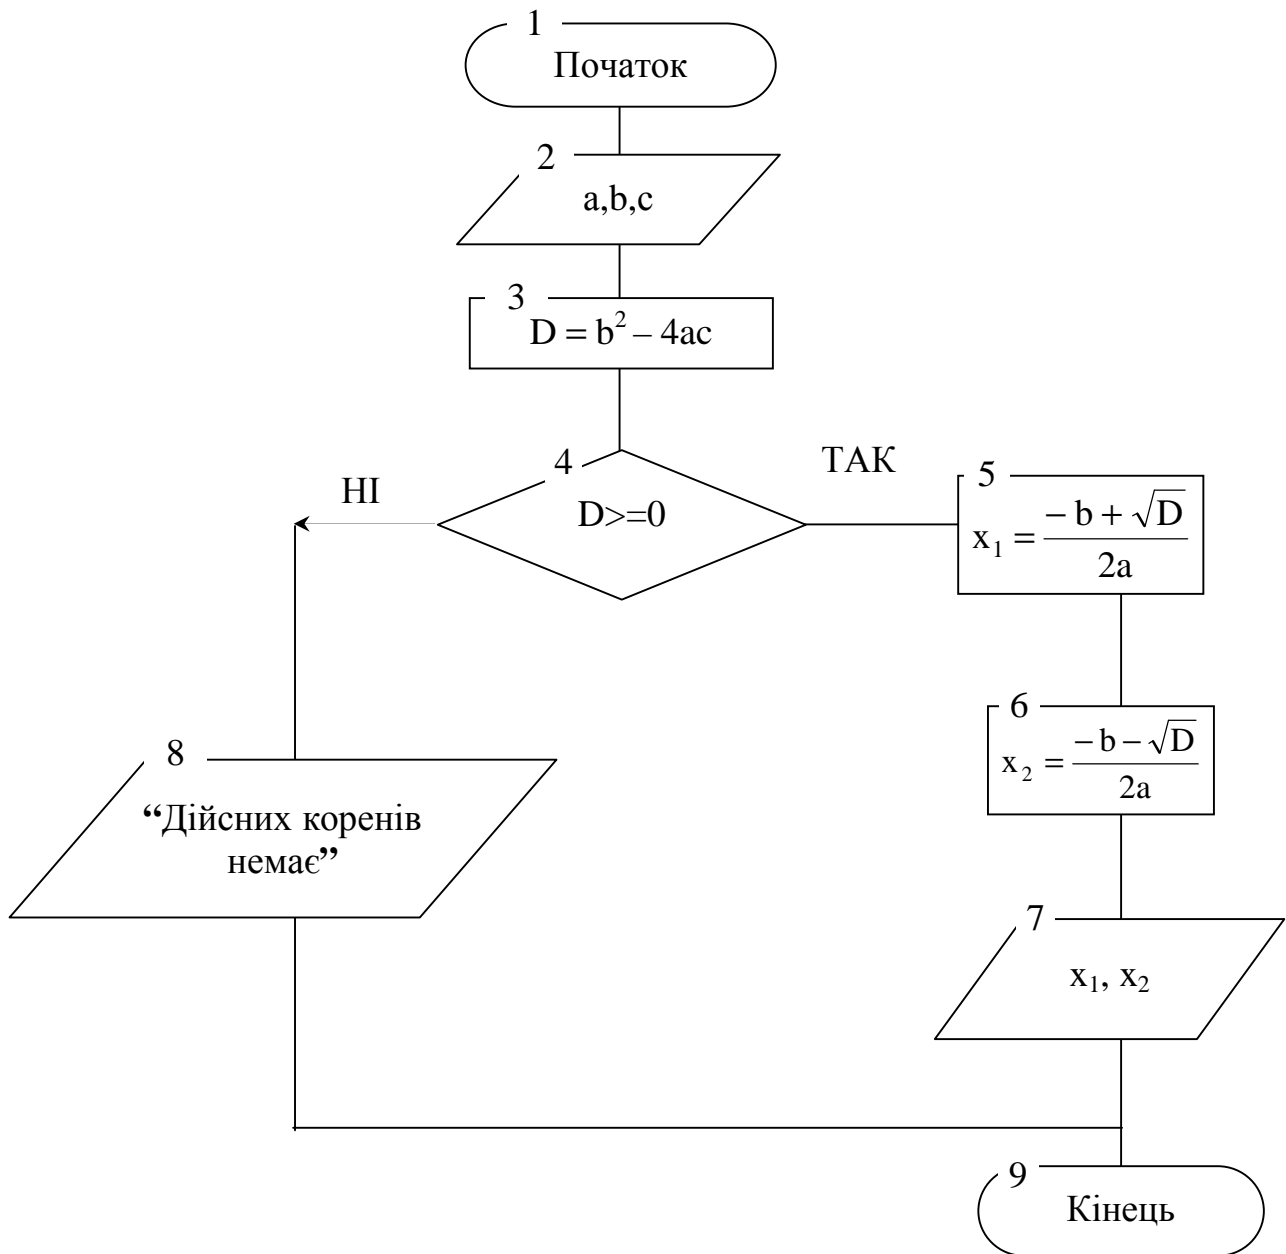 1
Початок
2
a,b,c
3
D = b² – 4ac
4
D>=0
НІ
ТАК
5
x₁ = (– b + √D) / 2a
6
x₂ = (– b – √D) / 2a
7
x₁, x₂
8
“Дійсних коренів
немає”
9
Кінець